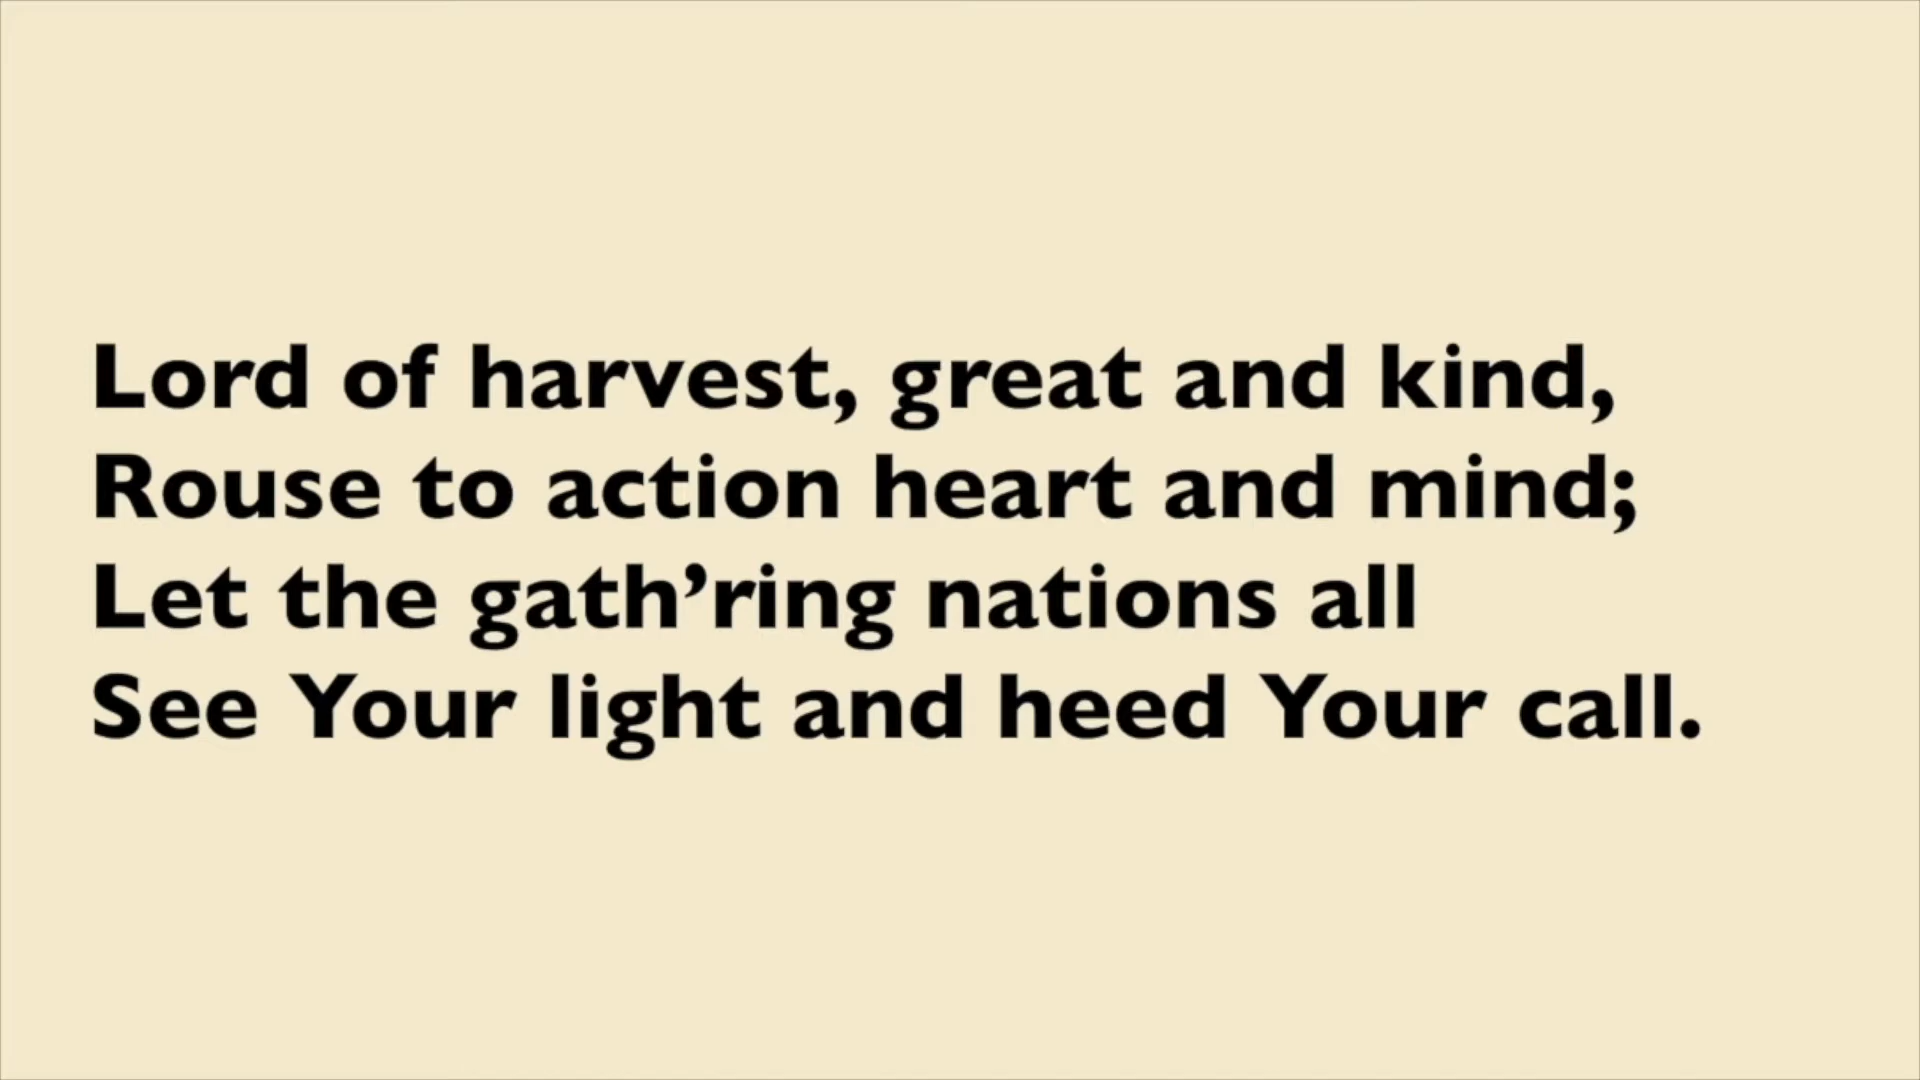 Lord of harvest, great and kind,
Rouse to action heart and mind;
Let the gath’ring nations all
See Your light and heed Your call.